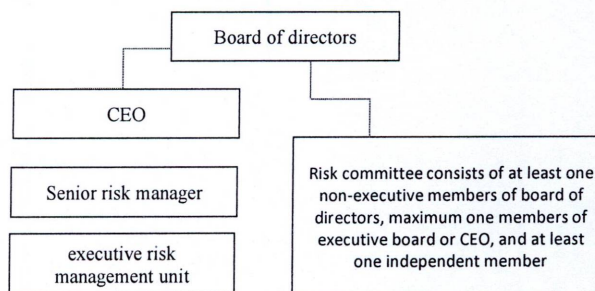 Board of directors
CEO
Senior risk manager
executive risk
management unit
Risk committee consists of at least one
non-executive members of board of
directors, maximum one members of
executive board or CEO, and at least
one independent member